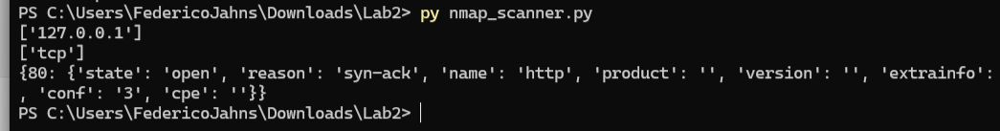 PS C:\Users\FedericoJahns\Downloads\Lab2> py nmap_scanner.py
['127.0.0.1']
['tcp']
{80: {'state': 'open', 'reason': 'syn-ack', 'name': 'http', 'product': '', 'version': '', 'extrainfo':
, 'conf': '3', 'cpe': ''}}
PS C:\Users\FedericoJahns\Downloads\Lab2>